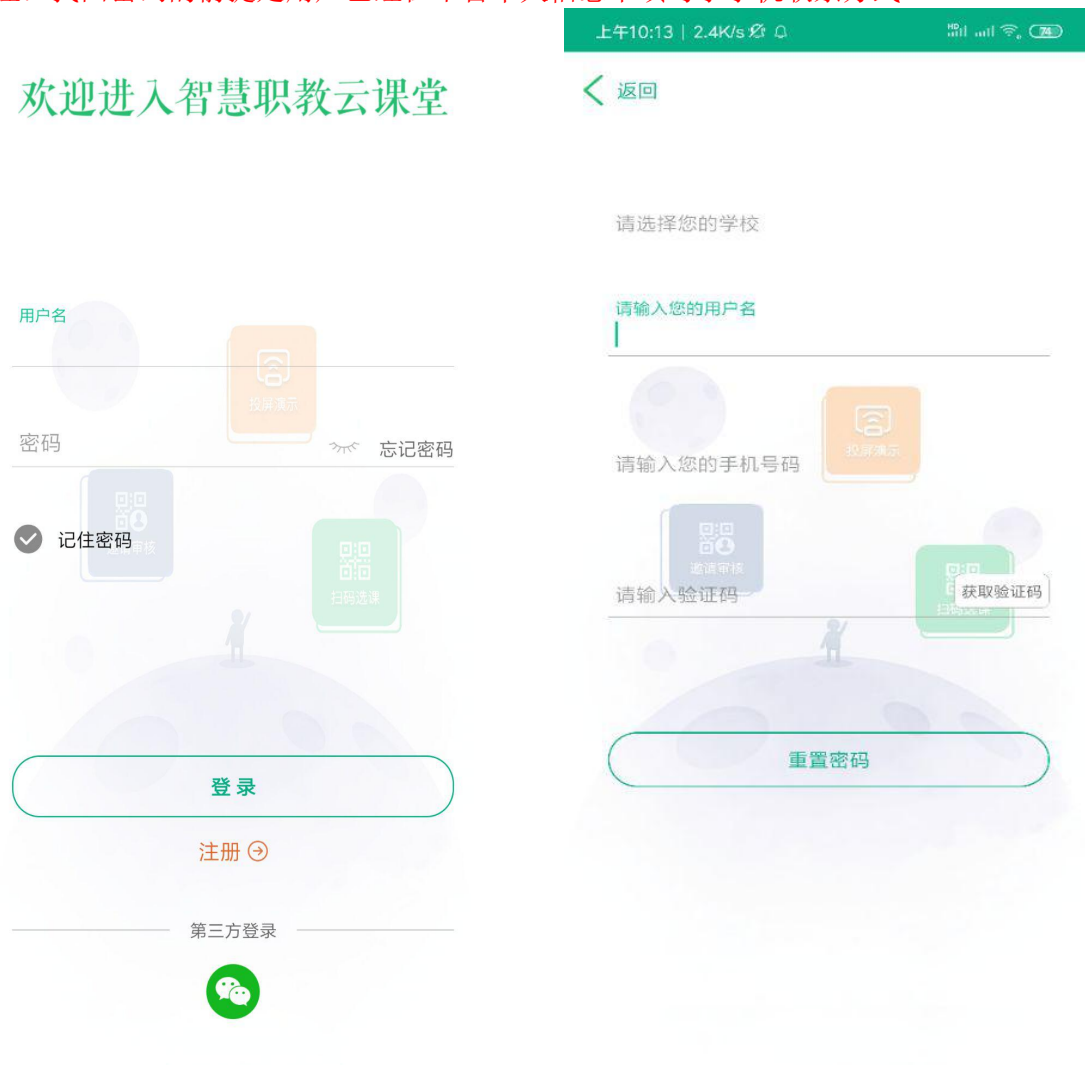 欢迎进入智慧职教云课堂
用户名
投屏演示
密码
忘记密码
记住密码
审核
扫码选课
登录
注册
第三方登录
上午10:13 | 2.4K/s
HD
74
返回
请选择您的学校
请输入您的用户名
投屏演示
请输入您的手机号码
邀请审核
请输入验证码
获取验证码
扫码选课
重置密码